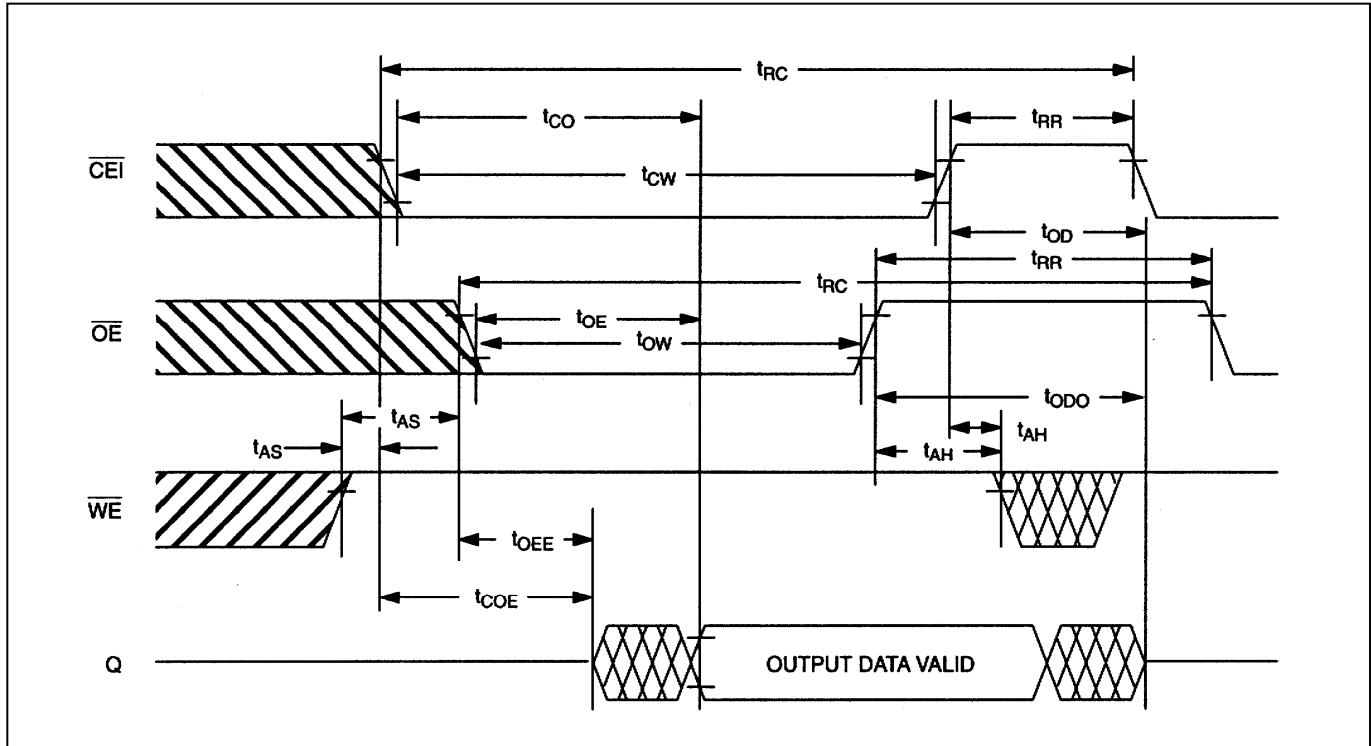 tRC
tCO
tRR
CEI
tCW
tOD
tRR
tRC
OE
tOE
tOW
tODO
tAS
tAH
tAS
tAH
WE
tOEE
tCOE
Q
OUTPUT DATA VALID